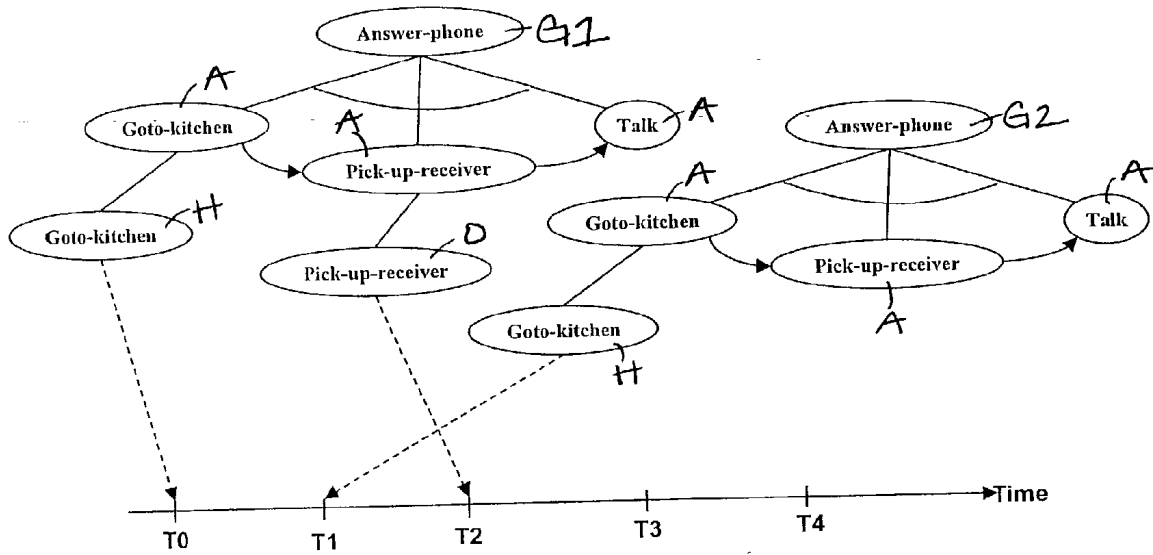 Answer-phone G1
A
Goto-kitchen
A
Pick-up-receiver
Talk A
Goto-kitchen H
Pick-up-receiver O
Answer-phone G2
A
Goto-kitchen
Pick-up-receiver
A
A
Talk
Goto-kitchen
H
Time
T0 T1 T2 T3 T4